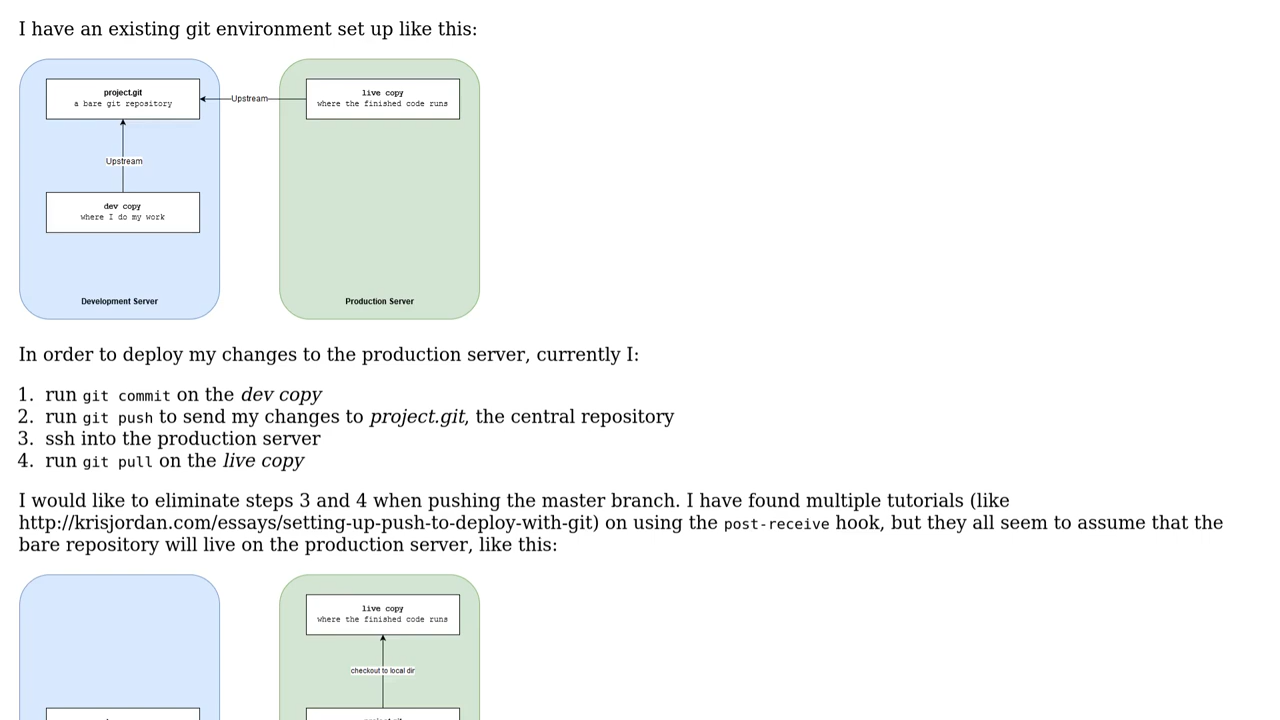 I have an existing git environment set up like this:
project.git
a bare git repository
Upstream
live copy
where the finished code runs
Upstream
dev copy
where I do my work
Development Server
Production Server
In order to deploy my changes to the production server, currently I:
1. run git commit on the dev copy
2. run git push to send my changes to project.git, the central repository
3. ssh into the production server
4. run git pull on the live copy
I would like to eliminate steps 3 and 4 when pushing the master branch. I have found multiple tutorials (like
http://krisjordan.com/essays/setting-up-push-to-deploy-with-git) on using the post-receive hook, but they all seem to assume that the
bare repository will live on the production server, like this:
live copy
where the finished code runs
checkout to local dir